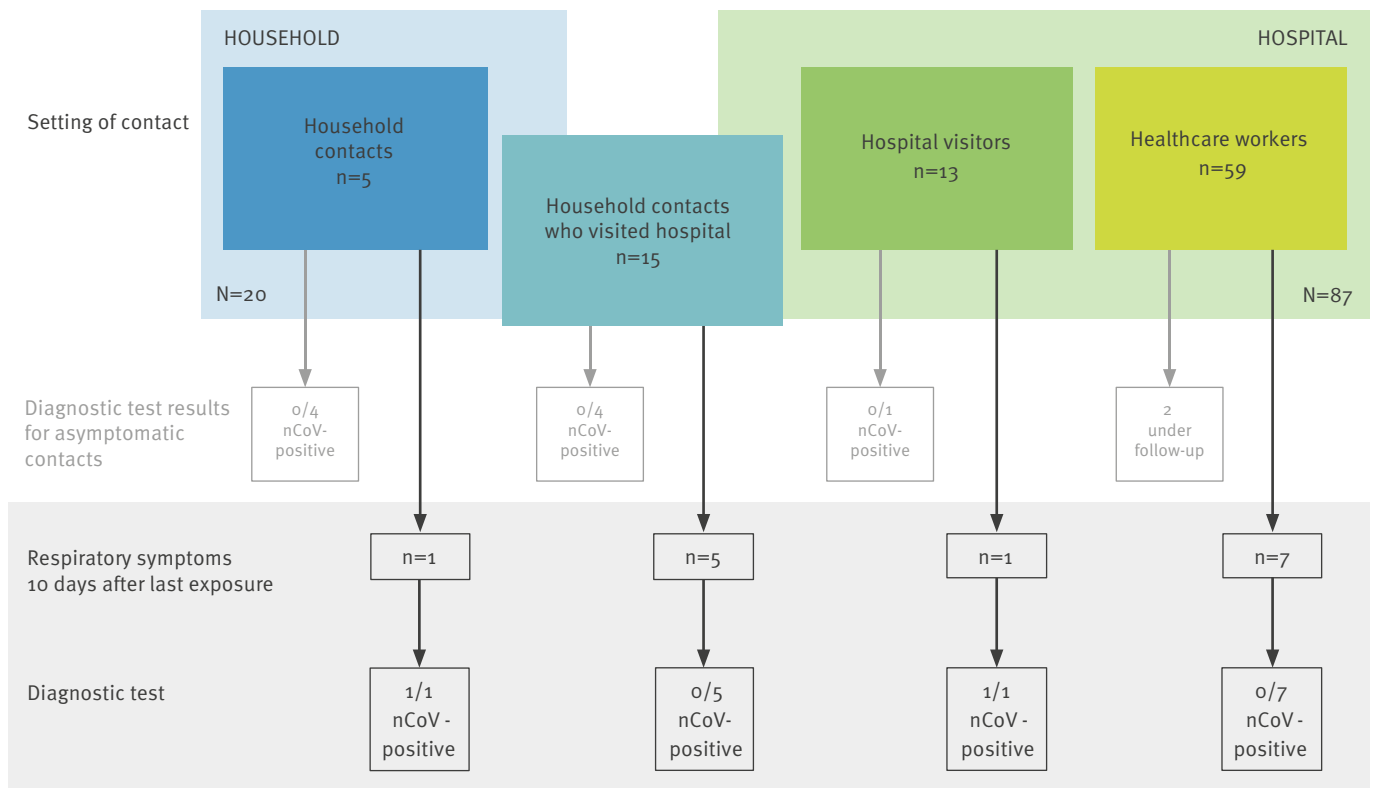 HOUSEHOLD
HOSPITAL
Setting of contact
Household
contacts
n=5
Household contacts
who visited hospital
n=15
Hospital visitors
n=13
Healthcare workers
n=59
N=20
N=87
Diagnostic test results
for asymptomatic
contacts
0/4
nCoV-
positive
0/4
nCoV-
positive
0/1
nCoV-
positive
2
under
follow-up
Respiratory symptoms
10 days after last exposure
n=1
n=5
n=1
n=7
Diagnostic test
1/1
nCoV -
positive
0/5
nCoV-
positive
1/1
nCoV -
positive
0/7
nCoV -
positive